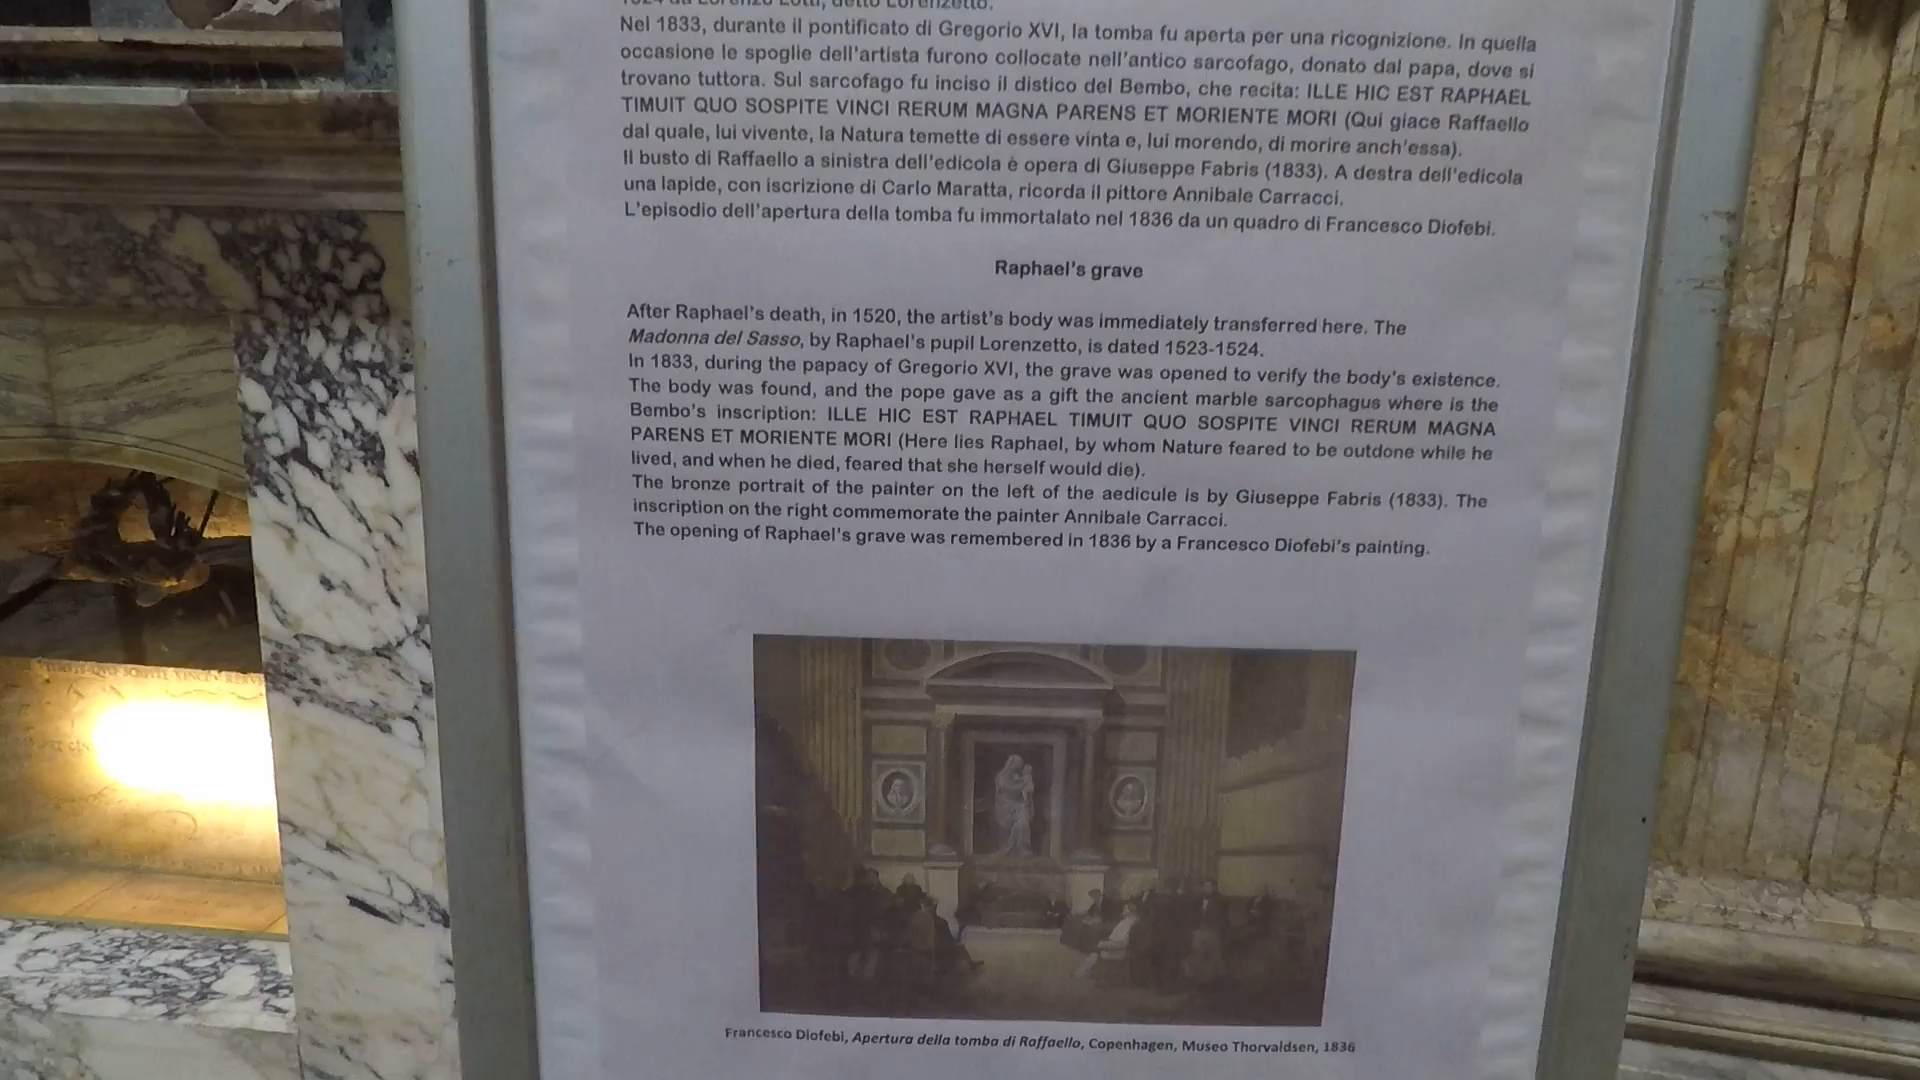 Nel 1833, durante il pontificato di Gregorio XVI, la tomba fu aperta per una ricognizione. In quella
occasione le spoglie dell'artista furono collocate nell'antico sarcofago, donato dal papa, dove si
trovano tuttora. Sul sarcofago fu inciso il distico del Bembo, che recita: ILLE HIC EST RAPHAEL
TIMUIT QUO SOSPITE VINCI RERUM MAGNA PARENS ET MORIENTE MORI (Qui giace Raffaello
dal quale, lui vivente, la Natura temette di essere vinta e, lui morendo, di morire anch'essa).
Il busto di Raffaello a sinistra dell'edicola è opera di Giuseppe Fabris (1833). A destra dell'edicola
una lapide, con iscrizione di Carlo Maratta, ricorda il pittore Annibale Carracci.
L'episodio dell'apertura della tomba fu immortalato nel 1836 da un quadro di Francesco Diofebi.
Raphael's grave
After Raphael's death, in 1520, the artist's body was immediately transferred here. The
Madonna del Sasso, by Raphael's pupil Lorenzetto, is dated 1523-1524.
In 1833, during the papacy of Gregorio XVI, the grave was opened to verify the body's existence.
The body was found, and the pope gave as a gift the ancient marble sarcophagus where is the
Bembo's inscription: ILLE HIC EST RAPHAEL TIMUIT QUO SOSPITE VINCI RERUM MAGNA
PARENS ET MORIENTE MORI (Here lies Raphael, by whom Nature feared to be outdone while he
lived, and when he died, feared that she herself would die).
The bronze portrait of the painter on the left of the aedicule is by Giuseppe Fabris (1833). The
inscription on the right commemorate the painter Annibale Carracci.
The opening of Raphael's grave was remembered in 1836 by a Francesco Diofebi's painting.
Francesco Diofebi, Apertura della tomba di Raffaello, Copenhagen, Museo Thorvaldsen, 1836
QUO SOSPITE VINCI